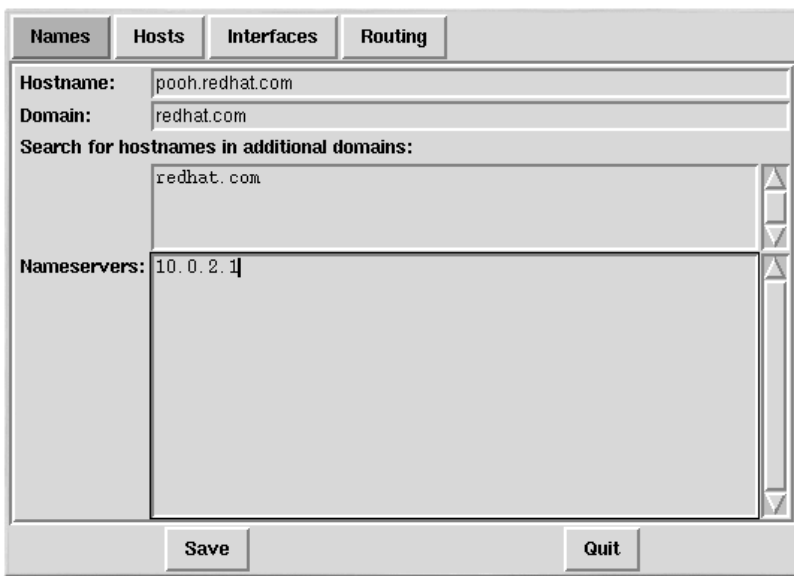 Names Hosts Interfaces Routing
Hostname: pooh.redhat.com
Domain: redhat.com
Search for hostnames in additional domains:
redhat.com
Nameservers: 10.0.2.1
Save Quit